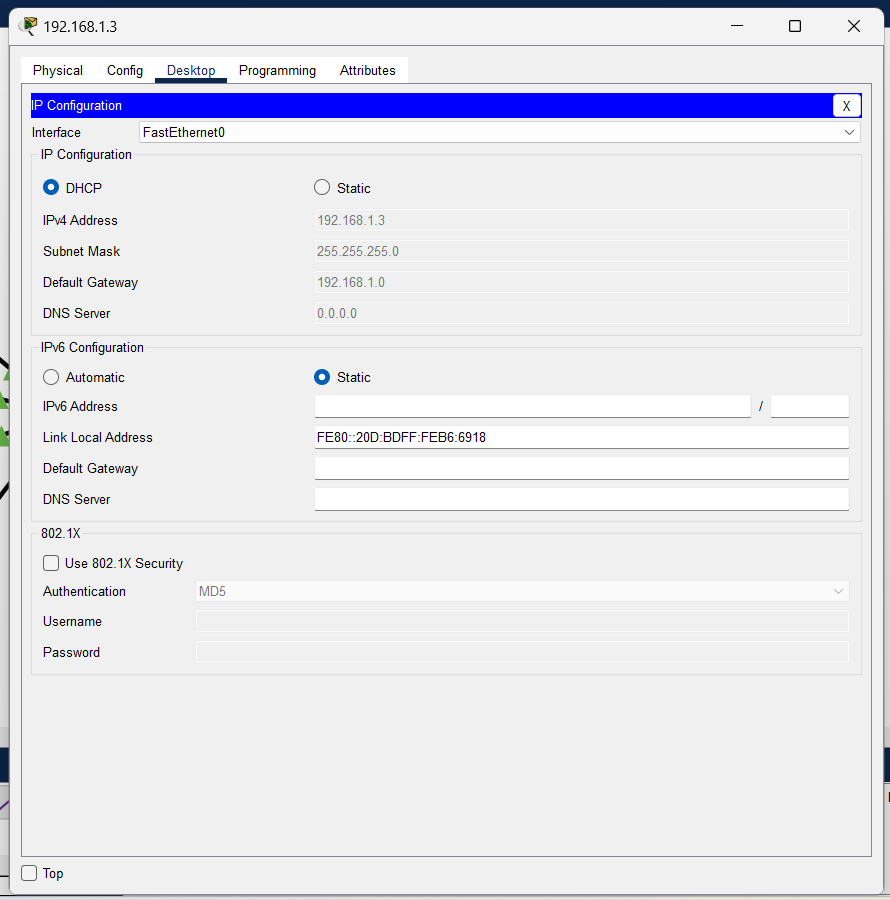 192.168.1.3
Physical Config Desktop Programming Attributes
IP Configuration X
Interface FastEthernet0
IP Configuration
DHCP Static
IPv4 Address 192.168.1.3
Subnet Mask 255.255.255.0
Default Gateway 192.168.1.0
DNS Server 0.0.0.0
IPv6 Configuration
Automatic Static
IPv6 Address /
Link Local Address FE80::20D:BDFF:FEB6:6918
Default Gateway
DNS Server
802.1X
Use 802.1X Security
Authentication MD5
Username
Password
Top